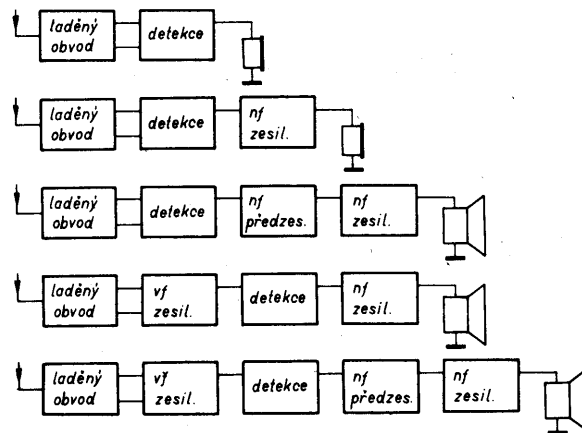 laděný
obvod
detekce
laděný
obvod
detekce
nf
zesil.
laděný
obvod
detekce
nf
předzes.
nf
zesil.
laděný
obvod
vf
zesil.
detekce
nf
zesil.
laděný
obvod
vf
zesil.
detekce
nf
předzes.
nf
zesil.